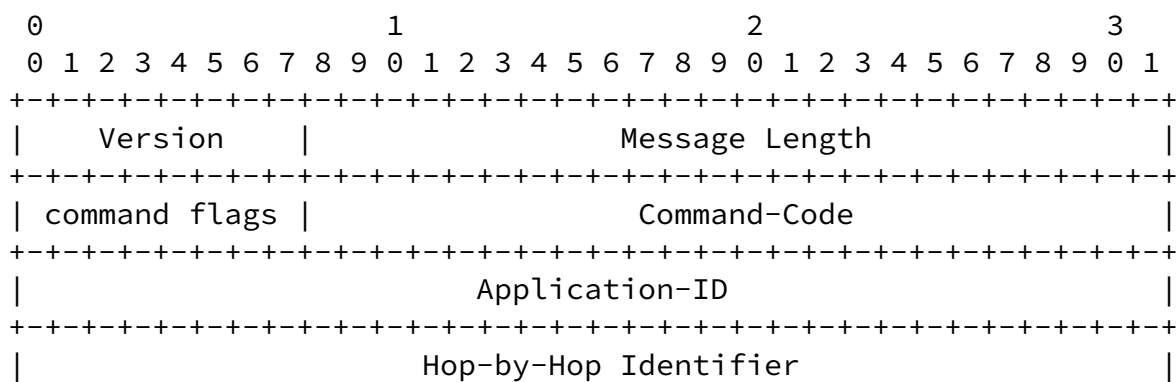 0                   1                   2                   3
 0 1 2 3 4 5 6 7 8 9 0 1 2 3 4 5 6 7 8 9 0 1 2 3 4 5 6 7 8 9 0 1
+-+-+-+-+-+-+-+-+-+-+-+-+-+-+-+-+-+-+-+-+-+-+-+-+-+-+-+-+-+-+-+-+
|    Version    |                 Message Length                |
+-+-+-+-+-+-+-+-+-+-+-+-+-+-+-+-+-+-+-+-+-+-+-+-+-+-+-+-+-+-+-+-+
| command flags |                  Command-Code                 |
+-+-+-+-+-+-+-+-+-+-+-+-+-+-+-+-+-+-+-+-+-+-+-+-+-+-+-+-+-+-+-+-+
|                         Application-ID                        |
+-+-+-+-+-+-+-+-+-+-+-+-+-+-+-+-+-+-+-+-+-+-+-+-+-+-+-+-+-+-+-+-+
|                      Hop-by-Hop Identifier                    |